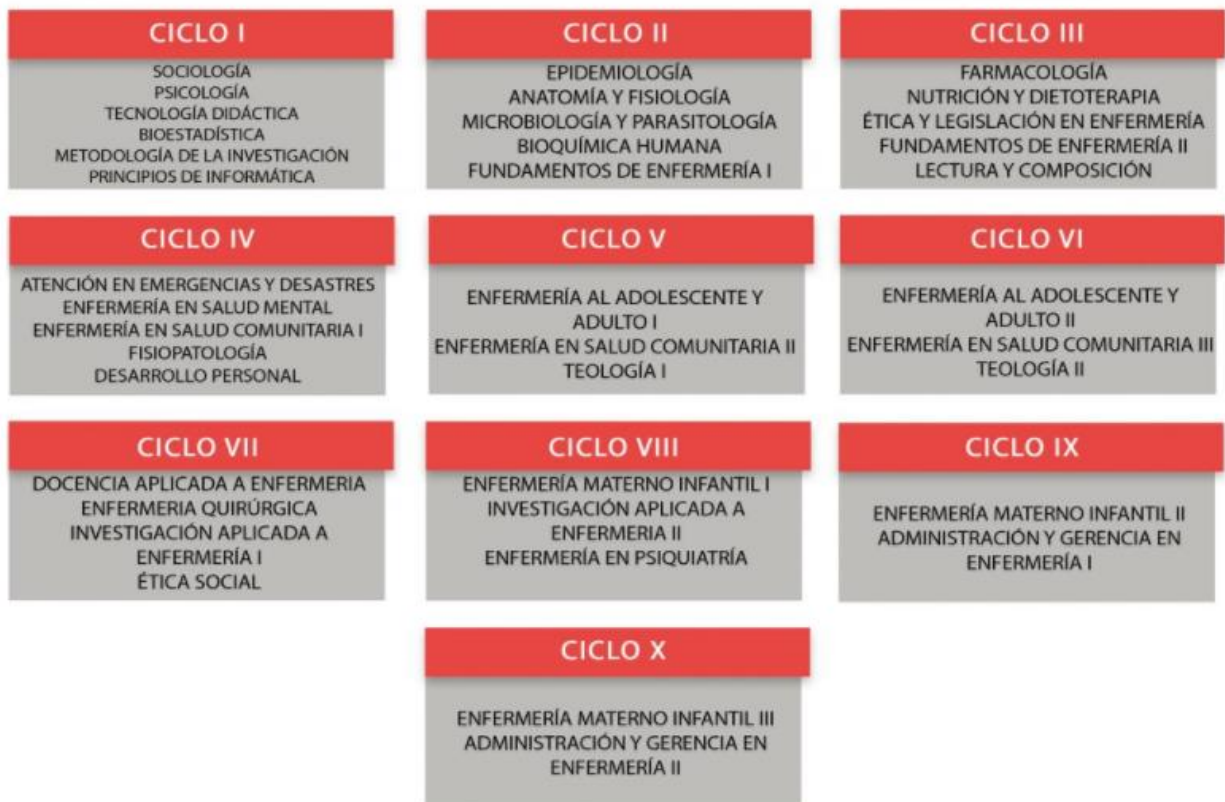 CICLO I
SOCIOLOGÍA
PSICOLOGÍA
TECNOLOGÍA DIDÁCTICA
BIOESTADÍSTICA
METODOLOGÍA DE LA INVESTIGACIÓN
PRINCIPIOS DE INFORMÁTICA
CICLO II
EPIDEMIOLOGÍA
ANATOMÍA Y FISIOLOGÍA
MICROBIOLOGÍA Y PARASITOLOGÍA
BIOQUÍMICA HUMANA
FUNDAMENTOS DE ENFERMERÍA I
CICLO III
FARMACOLOGÍA
NUTRICIÓN Y DIETOTERAPIA
ÉTICA Y LEGISLACIÓN EN ENFERMERÍA
FUNDAMENTOS DE ENFERMERÍA II
LECTURA Y COMPOSICIÓN
CICLO IV
ATENCIÓN EN EMERGENCIAS Y DESASTRES
ENFERMERÍA EN SALUD MENTAL
ENFERMERÍA EN SALUD COMUNITARIA I
FISIOPATOLOGÍA
DESARROLLO PERSONAL
CICLO V
ENFERMERÍA AL ADOLESCENTE Y
ADULTO I
ENFERMERÍA EN SALUD COMUNITARIA II
TEOLOGÍA I
CICLO VI
ENFERMERÍA AL ADOLESCENTE Y
ADULTO II
ENFERMERÍA EN SALUD COMUNITARIA III
TEOLOGÍA II
CICLO VII
DOCENCIA APLICADA A ENFERMERIA
ENFERMERIA QUIRÚRGICA
INVESTIGACIÓN APLICADA A
ENFERMERÍA I
ÉTICA SOCIAL
CICLO VIII
ENFERMERÍA MATERNO INFANTIL I
INVESTIGACIÓN APLICADA A
ENFERMERIA II
ENFERMERÍA EN PSIQUIATRÍA
CICLO IX
ENFERMERÍA MATERNO INFANTIL II
ADMINISTRACIÓN Y GERENCIA EN
ENFERMERÍA I
CICLO X
ENFERMERÍA MATERNO INFANTIL III
ADMINISTRACIÓN Y GERENCIA EN
ENFERMERÍA II